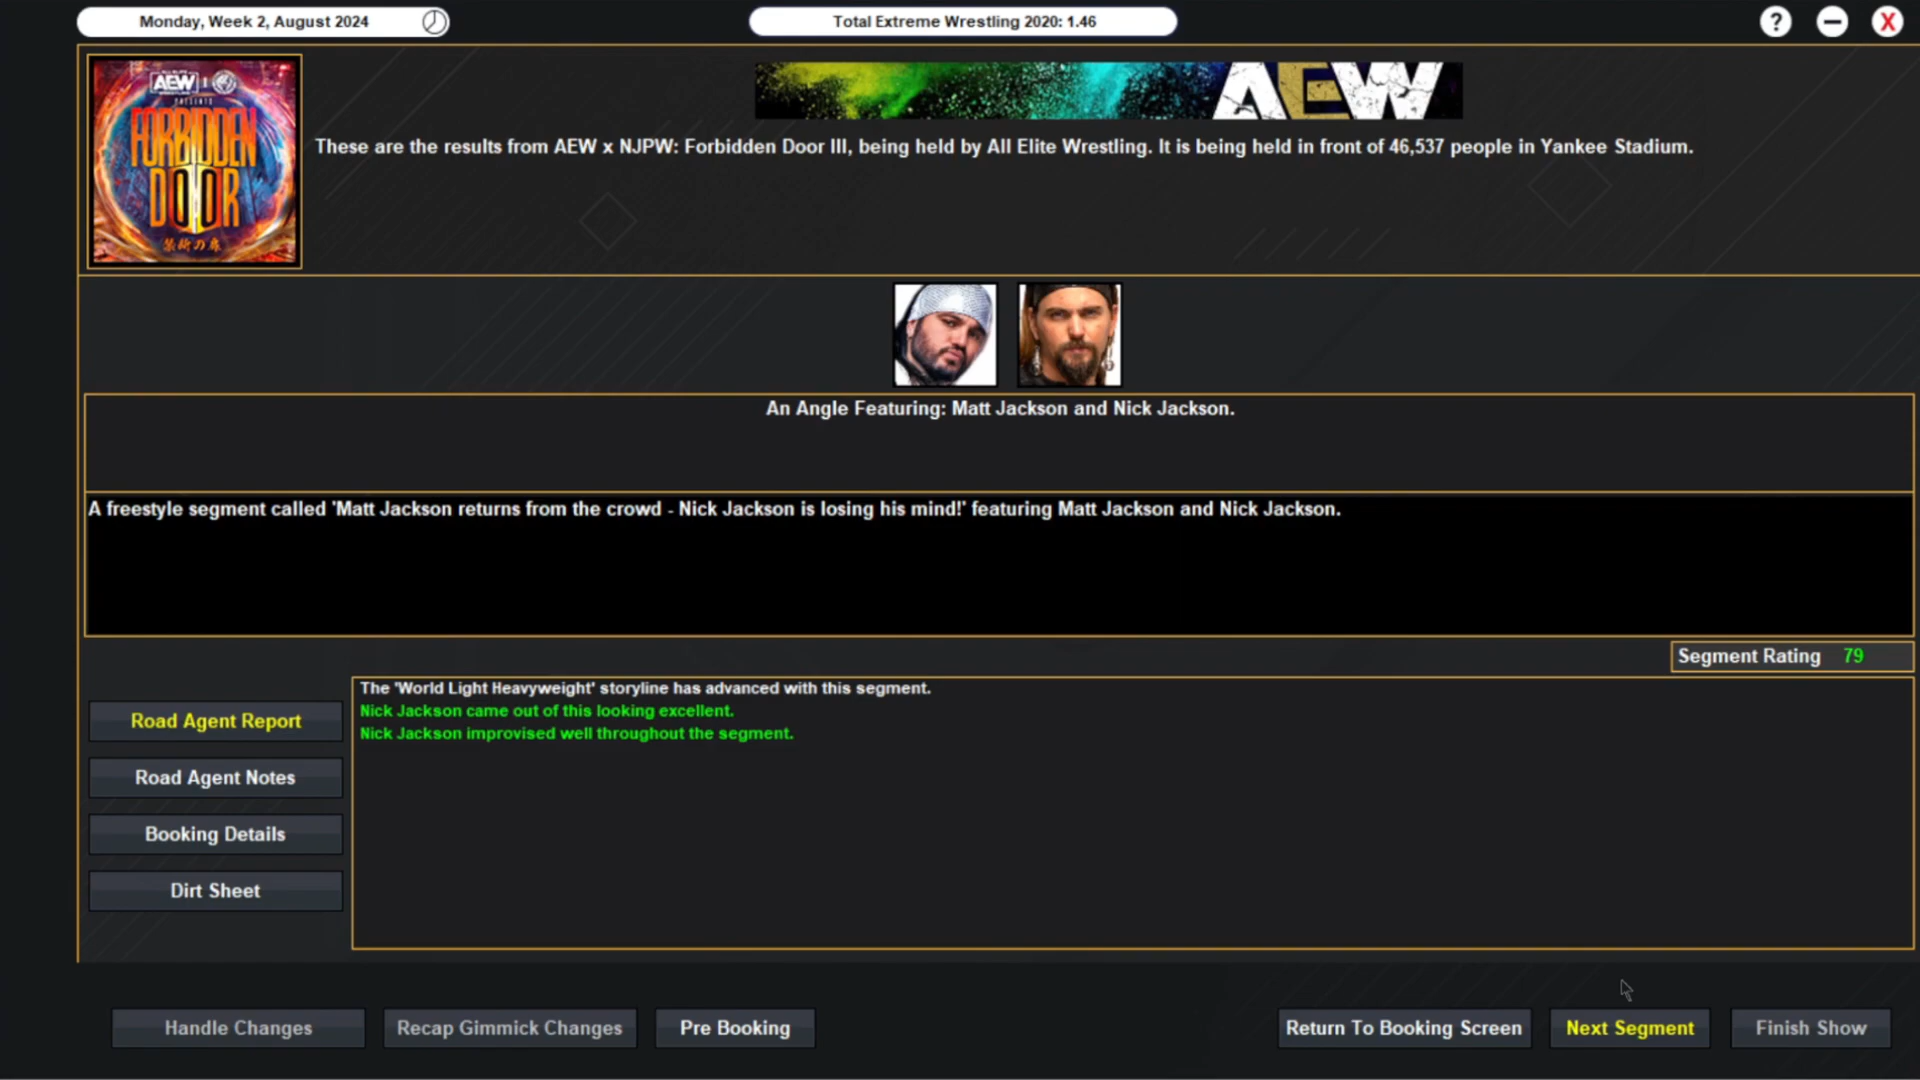 Monday, Week 2, August 2024
Total Extreme Wrestling 2020: 1.46
?
X
AEW
PRESENTS
FORBIDDEN
DOOR
禁断の扉
AEW
These are the results from AEW x NJPW: Forbidden Door III, being held by All Elite Wrestling. It is being held in front of 46,537 people in Yankee Stadium.
An Angle Featuring: Matt Jackson and Nick Jackson.
A freestyle segment called 'Matt Jackson returns from the crowd - Nick Jackson is losing his mind!' featuring Matt Jackson and Nick Jackson.
Segment Rating 79
Road Agent Report
Road Agent Notes
Booking Details
Dirt Sheet
The 'World Light Heavyweight' storyline has advanced with this segment.
Nick Jackson came out of this looking excellent.
Nick Jackson improvised well throughout the segment.
Handle Changes
Recap Gimmick Changes
Pre Booking
Return To Booking Screen
Next Segment
Finish Show